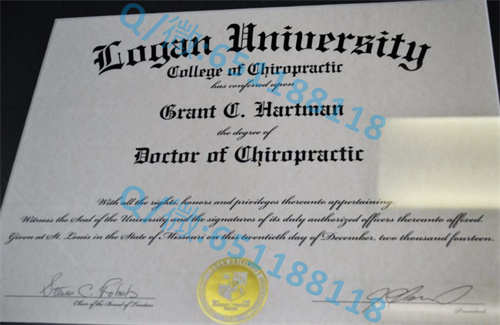 Logan University
College of Chiropractic
has conferred upon
Grant C. Hartman
the degree of
Doctor of Chiropractic
With all the rights, honors and privileges thereunto appertaining.
Witness the Seal of the University and the signatures of its duly authorized officers thereunto affixed.
Given at St. Louis in the State of Missouri on this twentieth day of December, two thousand fourteen.
Steven C. Roberts
Chair of the Board of Trustees
President
Q/微:651188118
Q/微:651188118